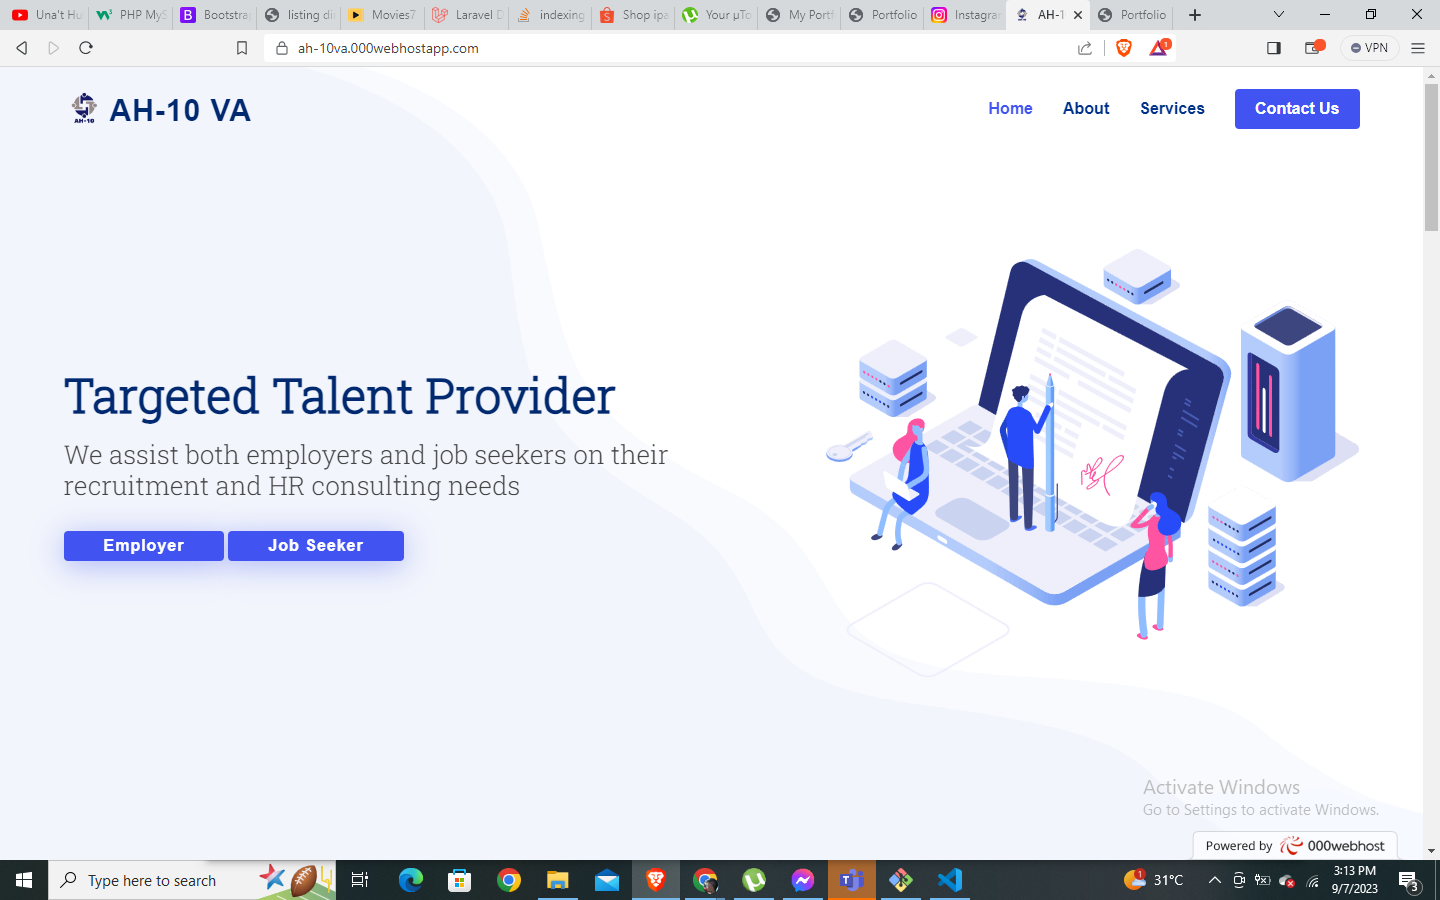 Una't Hu
PHP MyS
Bootstrap
listing di
Movies7
Laravel D
indexing
Shop ipa
Your µTo
My Portf
Portfolio
Instagram
AH-1
Portfolio
ah-10va.000webhostapp.com
1
VPN
AH-10
AH-10 VA
Home
About
Services
Contact Us
Targeted Talent Provider
We assist both employers and job seekers on their
recruitment and HR consulting needs
Employer
Job Seeker
Activate Windows
Go to Settings to activate Windows.
Powered by 000webhost
Type here to search
1
31°C
3:13 PM
9/7/2023
3